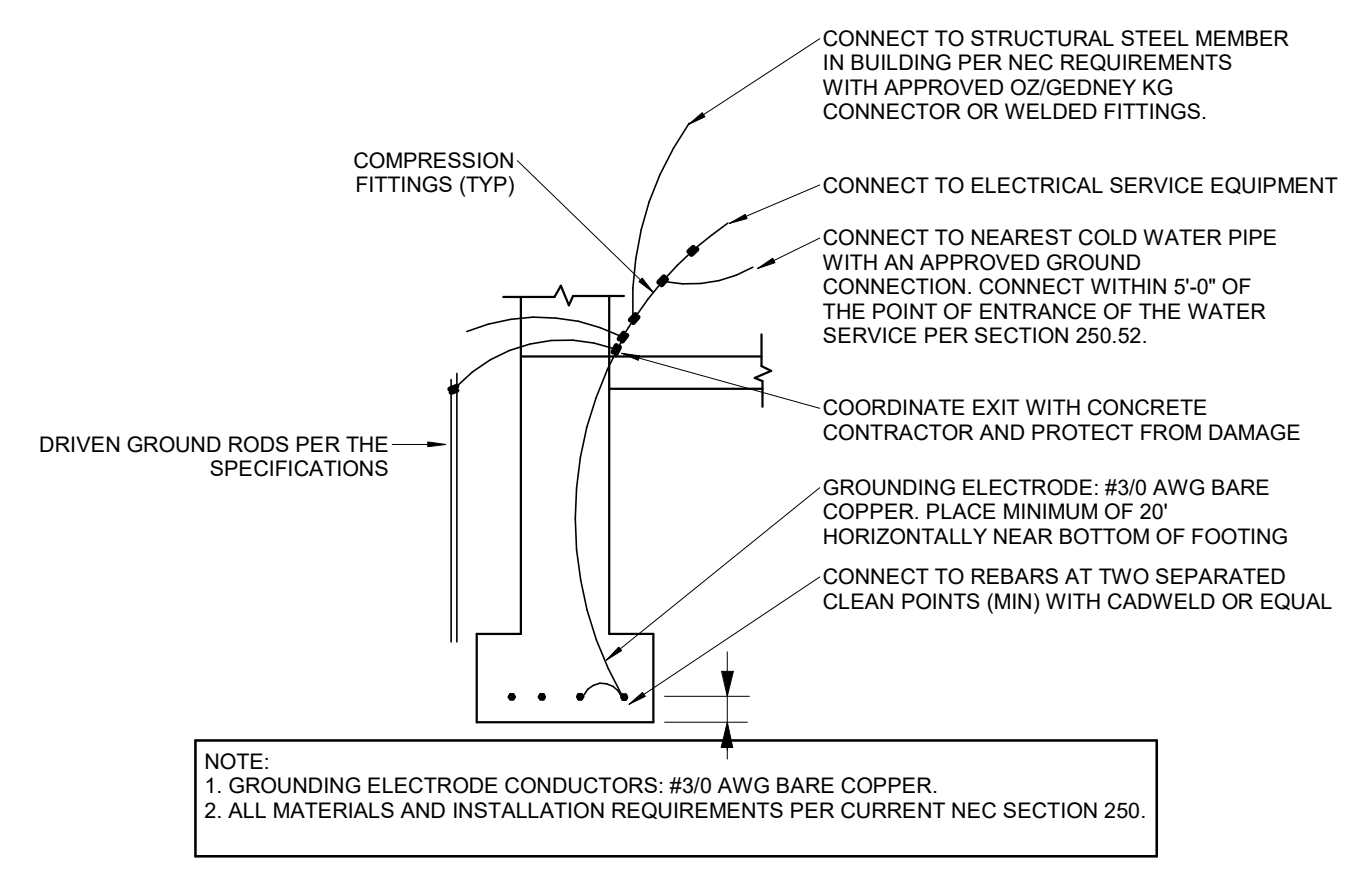 CONNECT TO STRUCTURAL STEEL MEMBER
IN BUILDING PER NEC REQUIREMENTS
WITH APPROVED OZ/GEDNEY KG
CONNECTOR OR WELDED FITTINGS.
COMPRESSION
FITTINGS (TYP)
CONNECT TO ELECTRICAL SERVICE EQUIPMENT
CONNECT TO NEAREST COLD WATER PIPE
WITH AN APPROVED GROUND
CONNECTION. CONNECT WITHIN 5'-0" OF
THE POINT OF ENTRANCE OF THE WATER
SERVICE PER SECTION 250.52.
COORDINATE EXIT WITH CONCRETE
CONTRACTOR AND PROTECT FROM DAMAGE
DRIVEN GROUND RODS PER THE
SPECIFICATIONS
GROUNDING ELECTRODE: #3/0 AWG BARE
COPPER. PLACE MINIMUM OF 20'
HORIZONTALLY NEAR BOTTOM OF FOOTING
CONNECT TO REBARS AT TWO SEPARATED
CLEAN POINTS (MIN) WITH CADWELD OR EQUAL
NOTE:
1. GROUNDING ELECTRODE CONDUCTORS: #3/0 AWG BARE COPPER.
2. ALL MATERIALS AND INSTALLATION REQUIREMENTS PER CURRENT NEC SECTION 250.